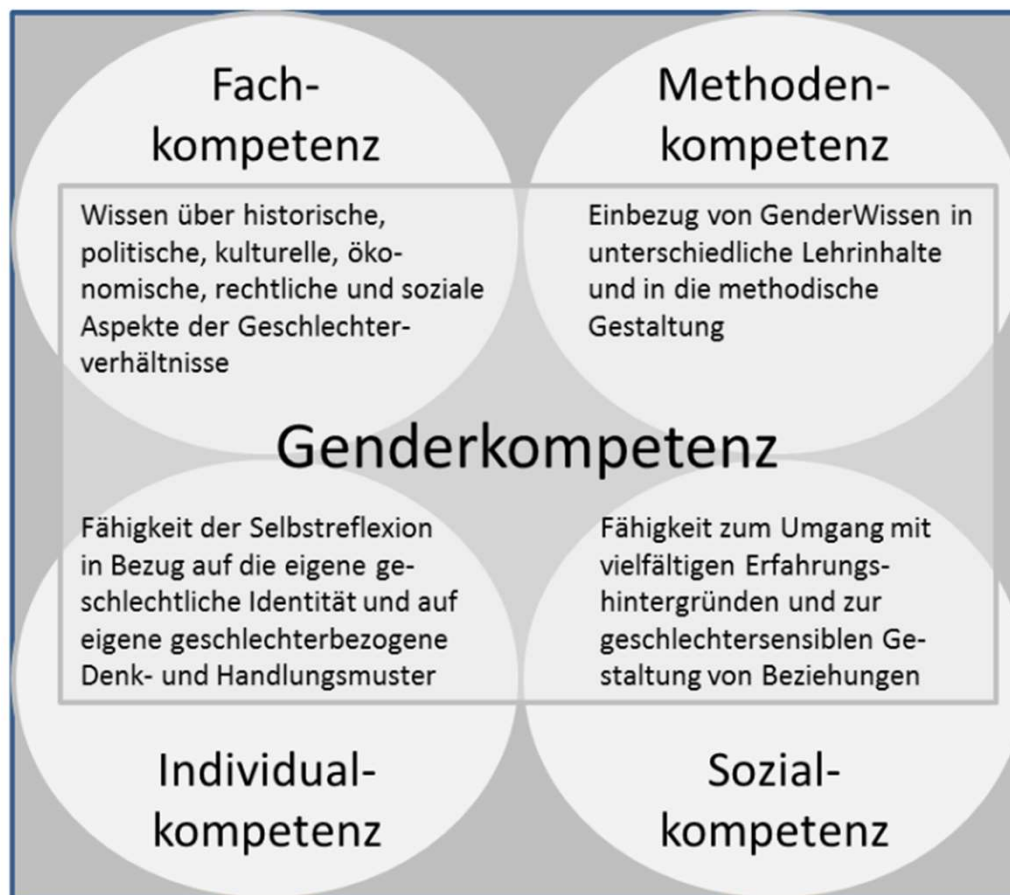 Fach-
kompetenz
Wissen über historische,
politische, kulturelle, öko-
nomische, rechtliche und soziale
Aspekte der Geschlechter-
verhältnisse
Methoden-
kompetenz
Einbezug von GenderWissen in
unterschiedliche Lehrinhalte
und in die methodische
Gestaltung
Genderkompetenz
Fähigkeit der Selbstreflexion
in Bezug auf die eigene ge-
schlechtliche Identität und auf
eigene geschlechterbezogene
Denk- und Handlungsmuster
Individual-
kompetenz
Fähigkeit zum Umgang mit
vielfältigen Erfahrungs-
hintergründen und zur
geschlechtersensiblen Ge-
staltung von Beziehungen
Sozial-
kompetenz